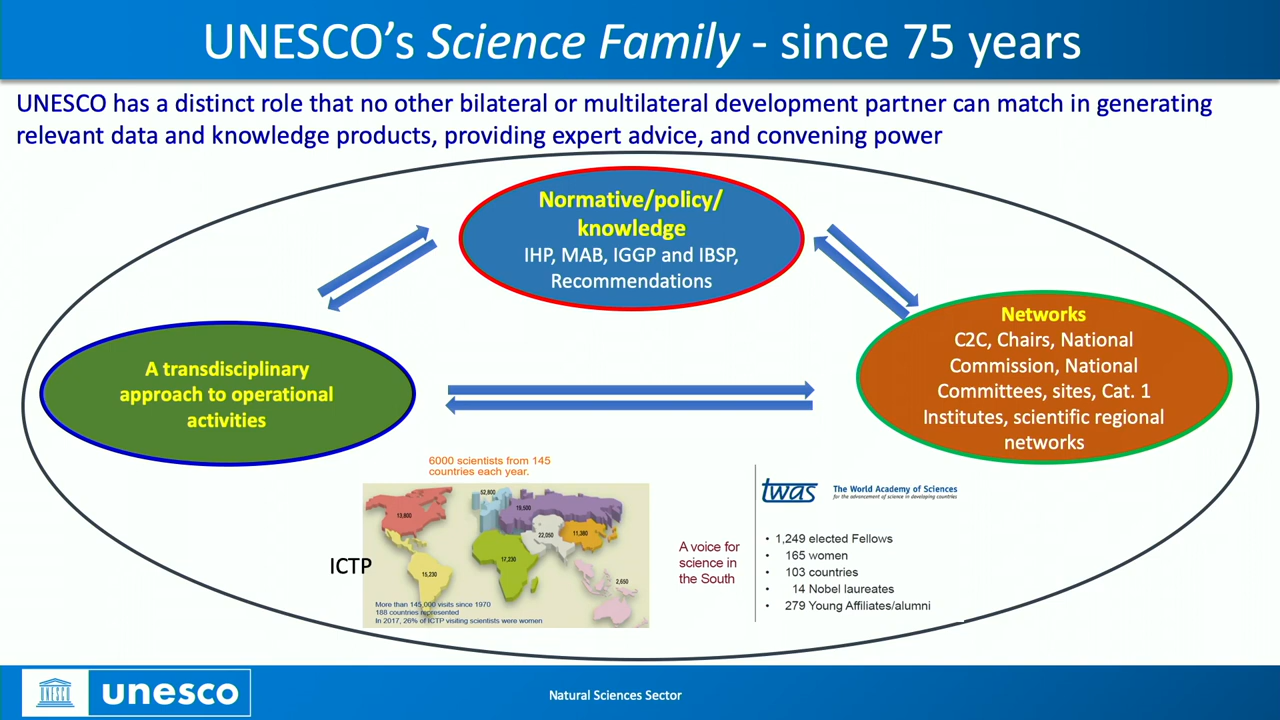 UNESCO's Science Family - since 75 years
UNESCO has a distinct role that no other bilateral or multilateral development partner can match in generating
relevant data and knowledge products, providing expert advice, and convening power
Normative/policy/
knowledge
IHP, MAB, IGGP and IBSP,
Recommendations
A transdisciplinary
approach to operational
activities
Networks
C2C, Chairs, National
Commission, National
Committees, sites, Cat. 1
Institutes, scientific regional
networks
6000 scientists from 145
countries each year.
13,800
52,800
19,500
22,050
11,380
17,230
15,230
2,650
ICTP
More than 145,000 visits since 1970
188 countries represented
In 2017, 26% of ICTP visiting scientists were women
A voice for
science in
the South
twas
The World Academy of Sciences
for the advancement of science in developing countries
• 1,249 elected Fellows
• 165 women
• 103 countries
• 14 Nobel laureates
• 279 Young Affiliates/alumni
unesco
Natural Sciences Sector